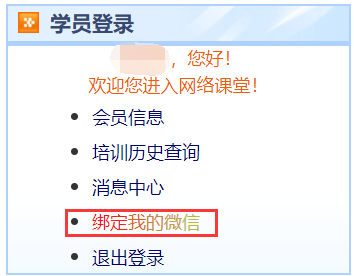 学员登录
，您好！
欢迎您进入网络课堂！
会员信息
培训历史查询
消息中心
绑定我的微信
退出登录